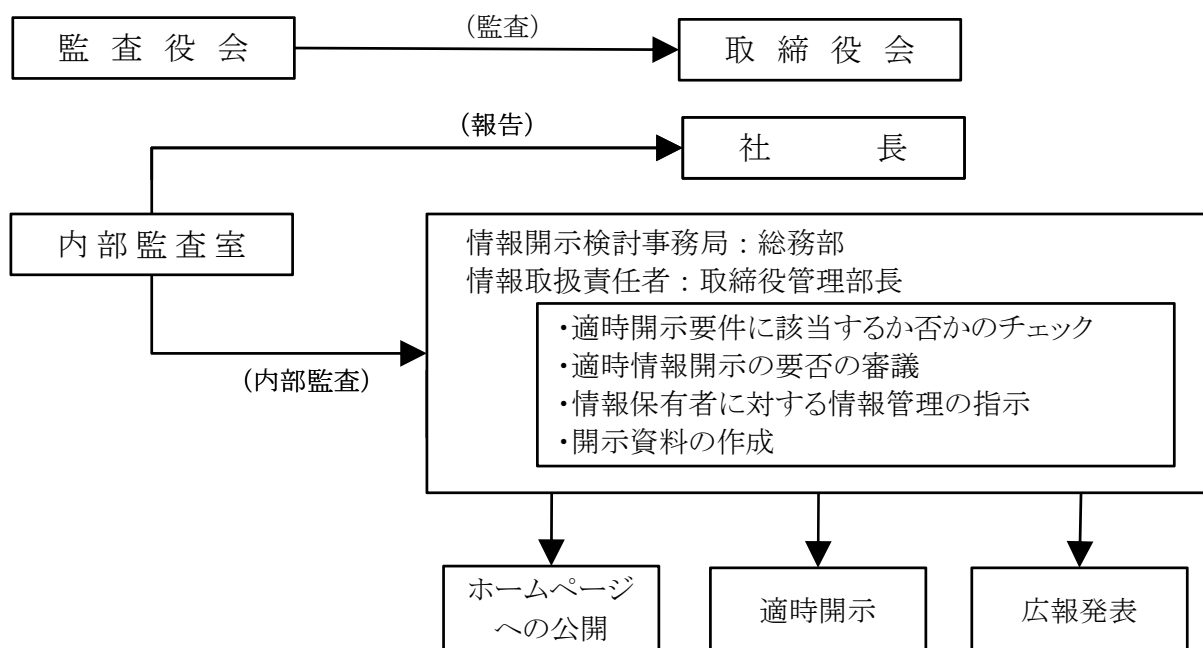 監査役会
(監査)
取締役会
(報告)
社長
内部監査室
情報開示検討事務局：総務部
情報取扱責任者：取締役管理部長
・適時開示要件に該当するか否かのチェック
・適時情報開示の要否の審議
・情報保有者に対する情報管理の指示
・開示資料の作成
(内部監査)
ホームページ
への公開
適時開示
広報発表